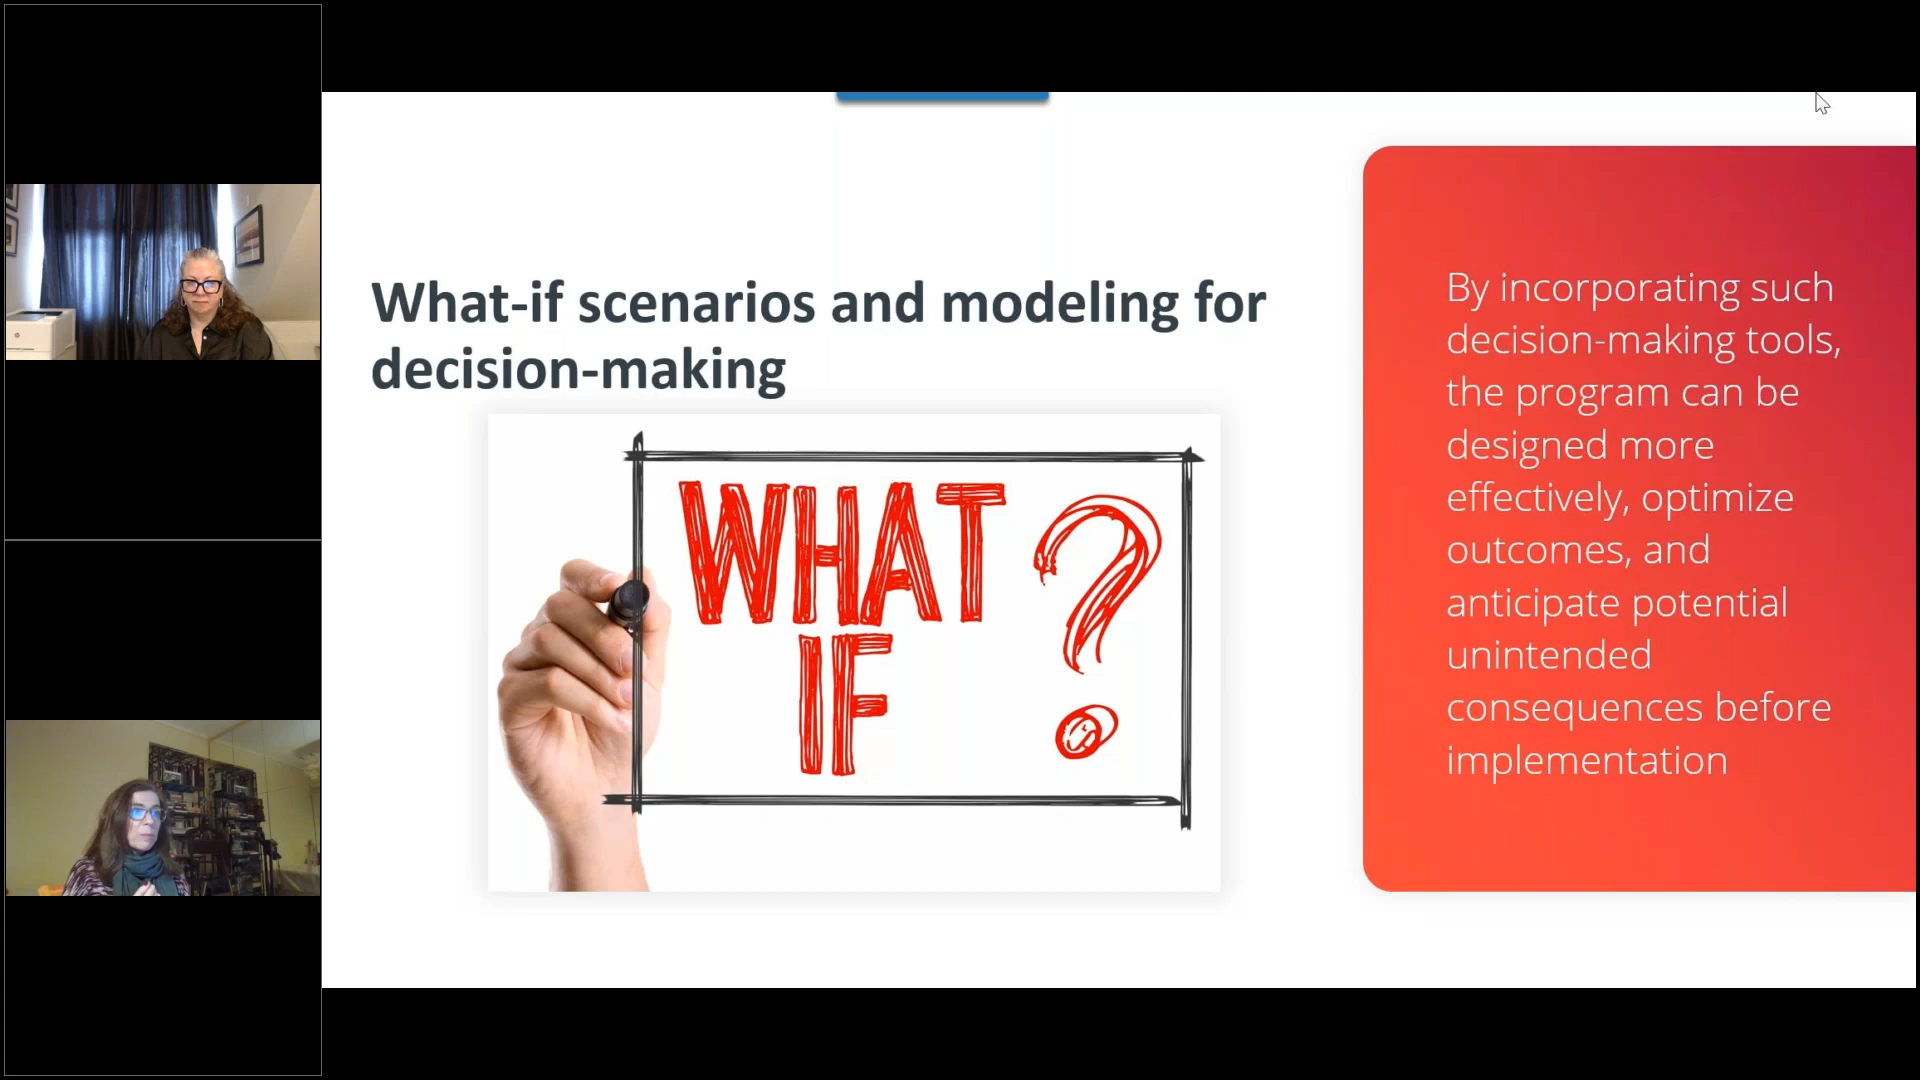 What-if scenarios and modeling for
decision-making
WHAT
IF
?
By incorporating such
decision-making tools,
the program can be
designed more
effectively, optimize
outcomes, and
anticipate potential
unintended
consequences before
implementation